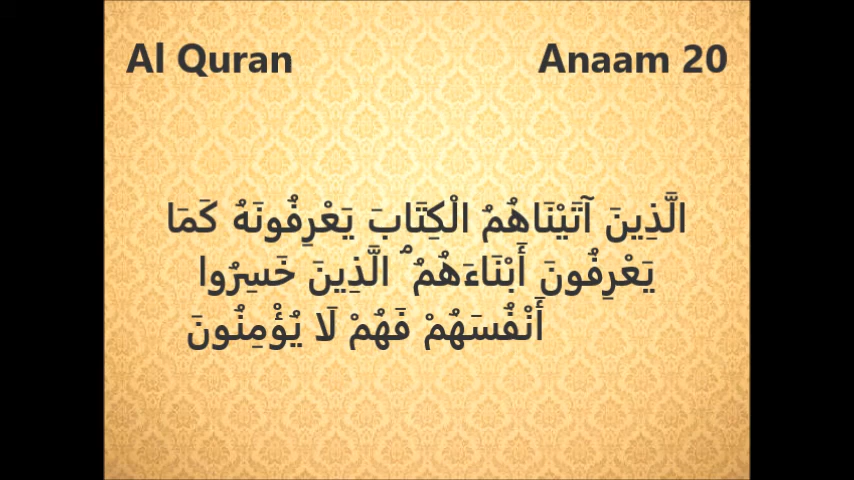 Al Quran Anaam 20
الَّذِينَ آتَيْنَاهُمُ الْكِتَابَ يَعْرِفُونَهُ كَمَا
يَعْرِفُونَ أَبْنَاءَهُمُ ۘ الَّذِينَ خَسِرُوا
أَنْفُسَهُمْ فَهُمْ لَا يُؤْمِنُونَ